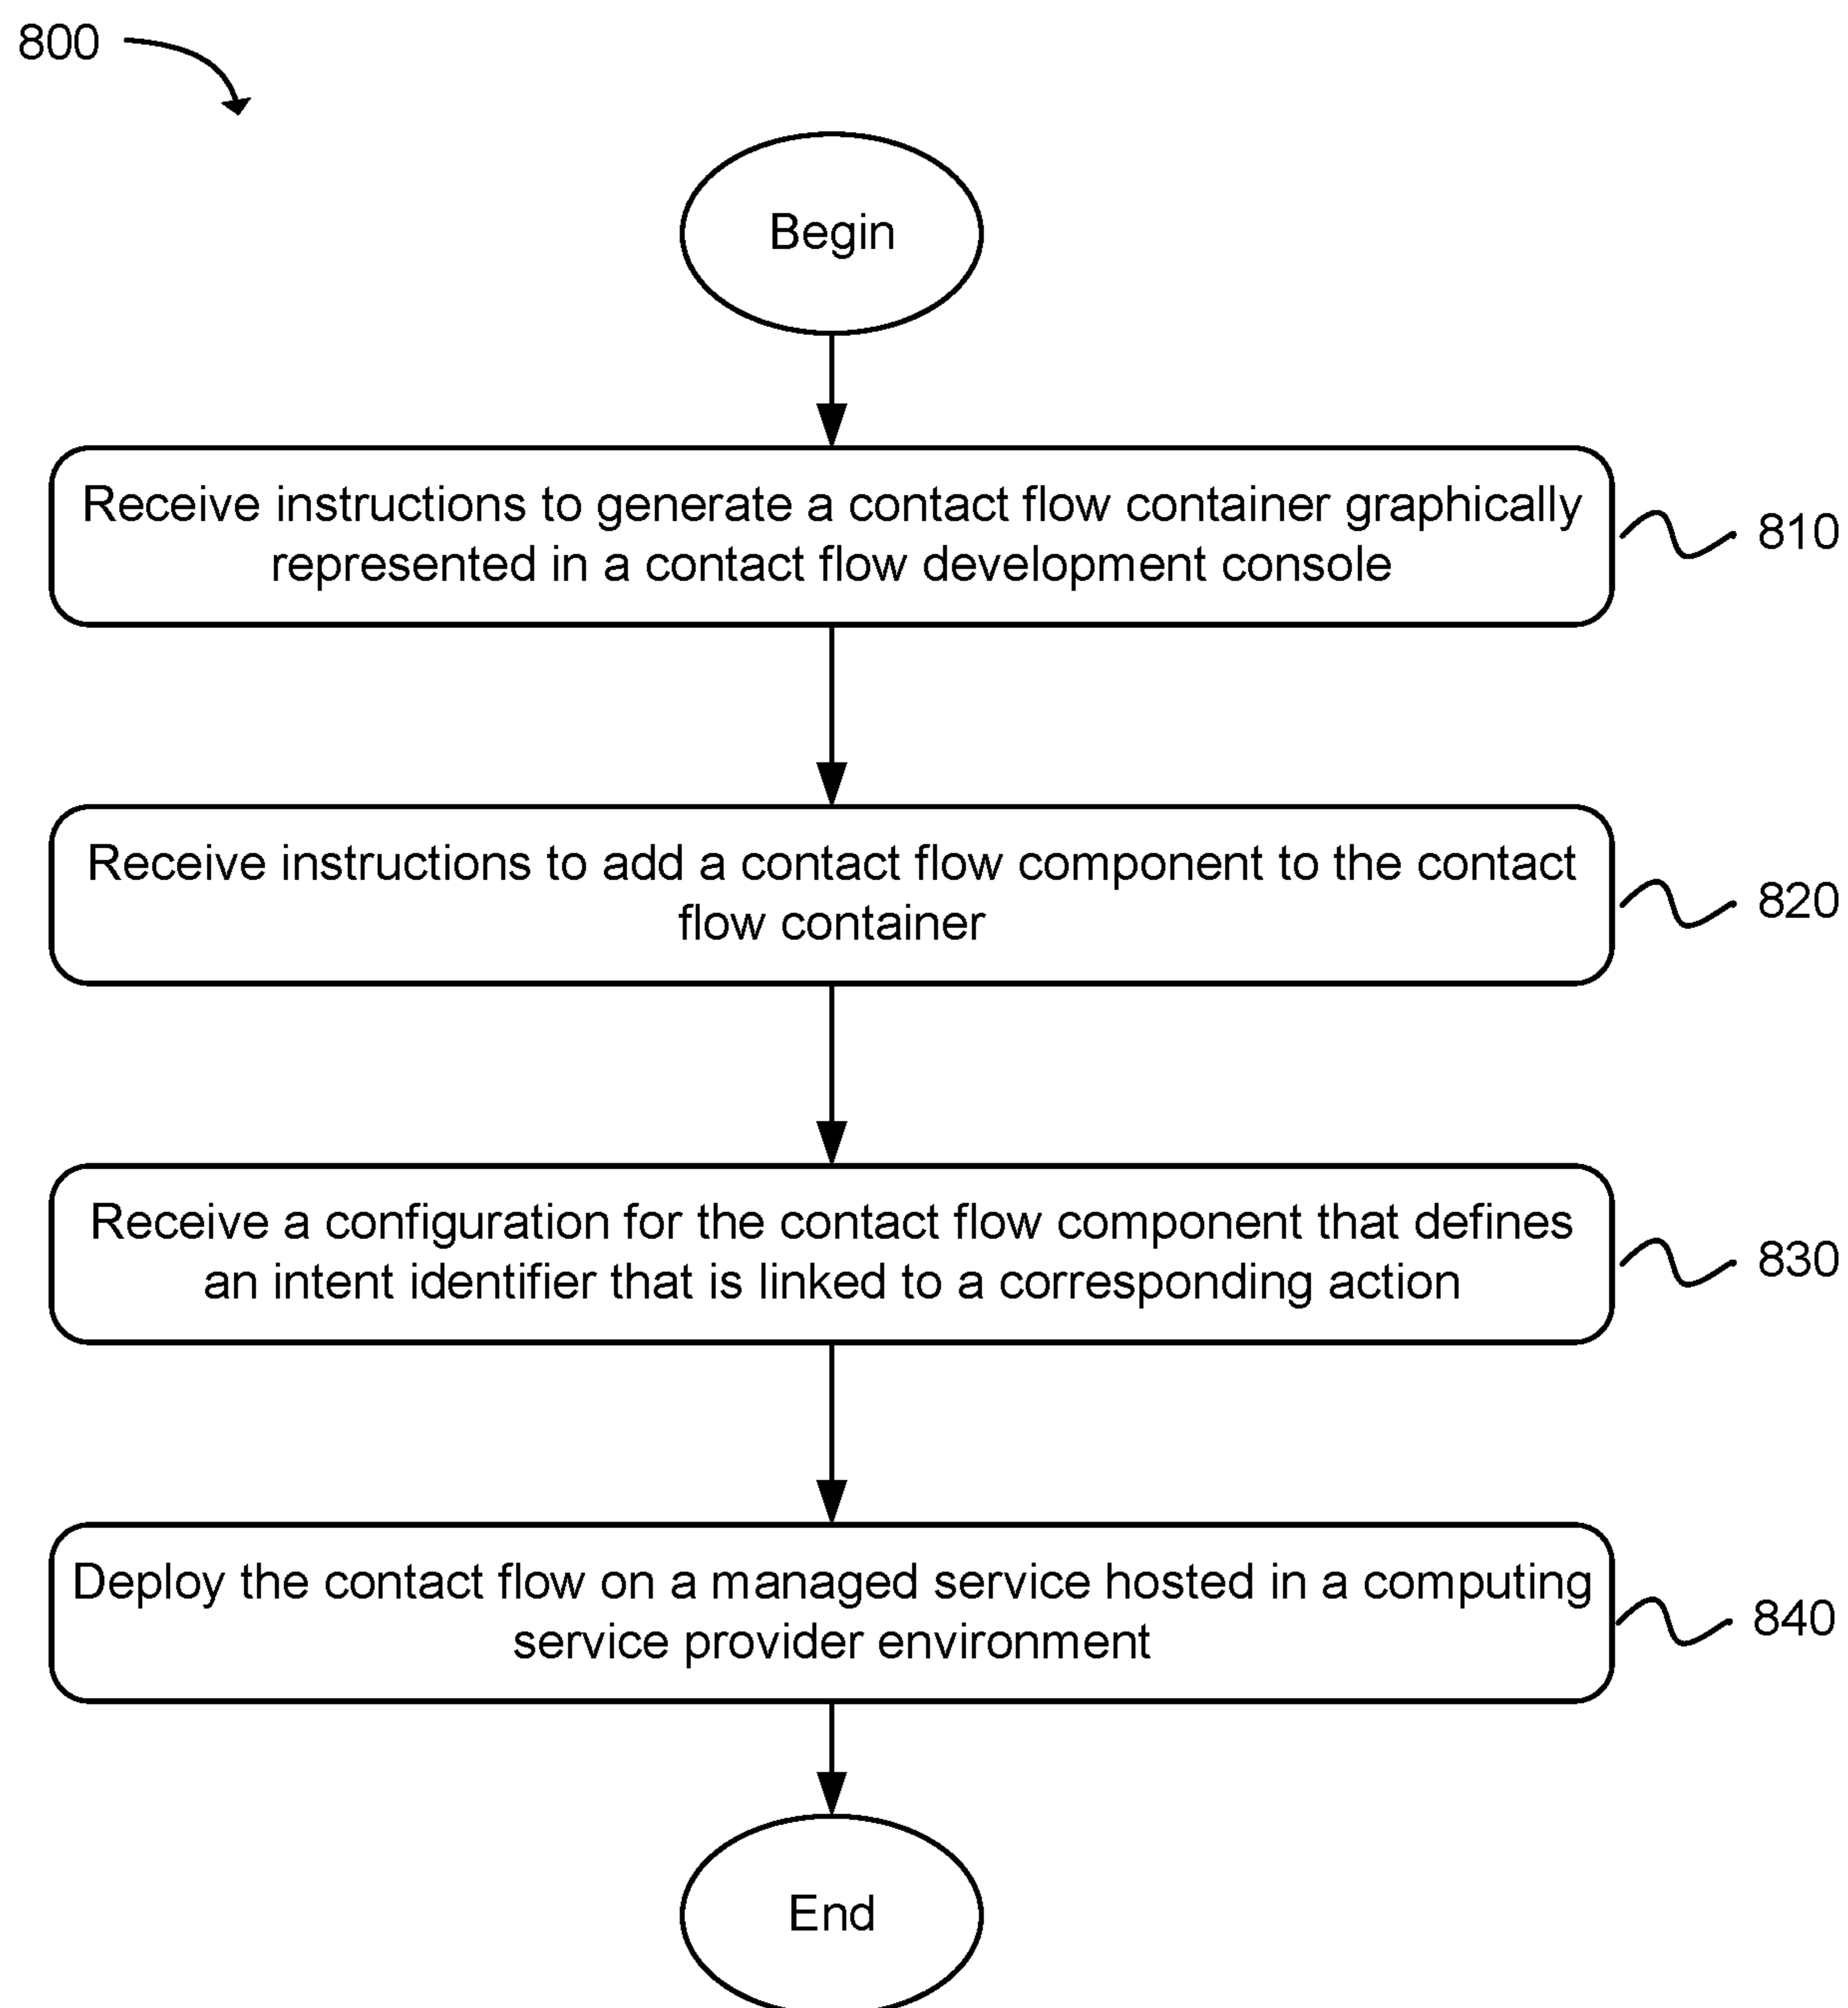 800
Begin
Receive instructions to generate a contact flow container graphically
represented in a contact flow development console
810
Receive instructions to add a contact flow component to the contact
flow container
820
Receive a configuration for the contact flow component that defines
an intent identifier that is linked to a corresponding action
830
Deploy the contact flow on a managed service hosted in a computing
service provider environment
840
End